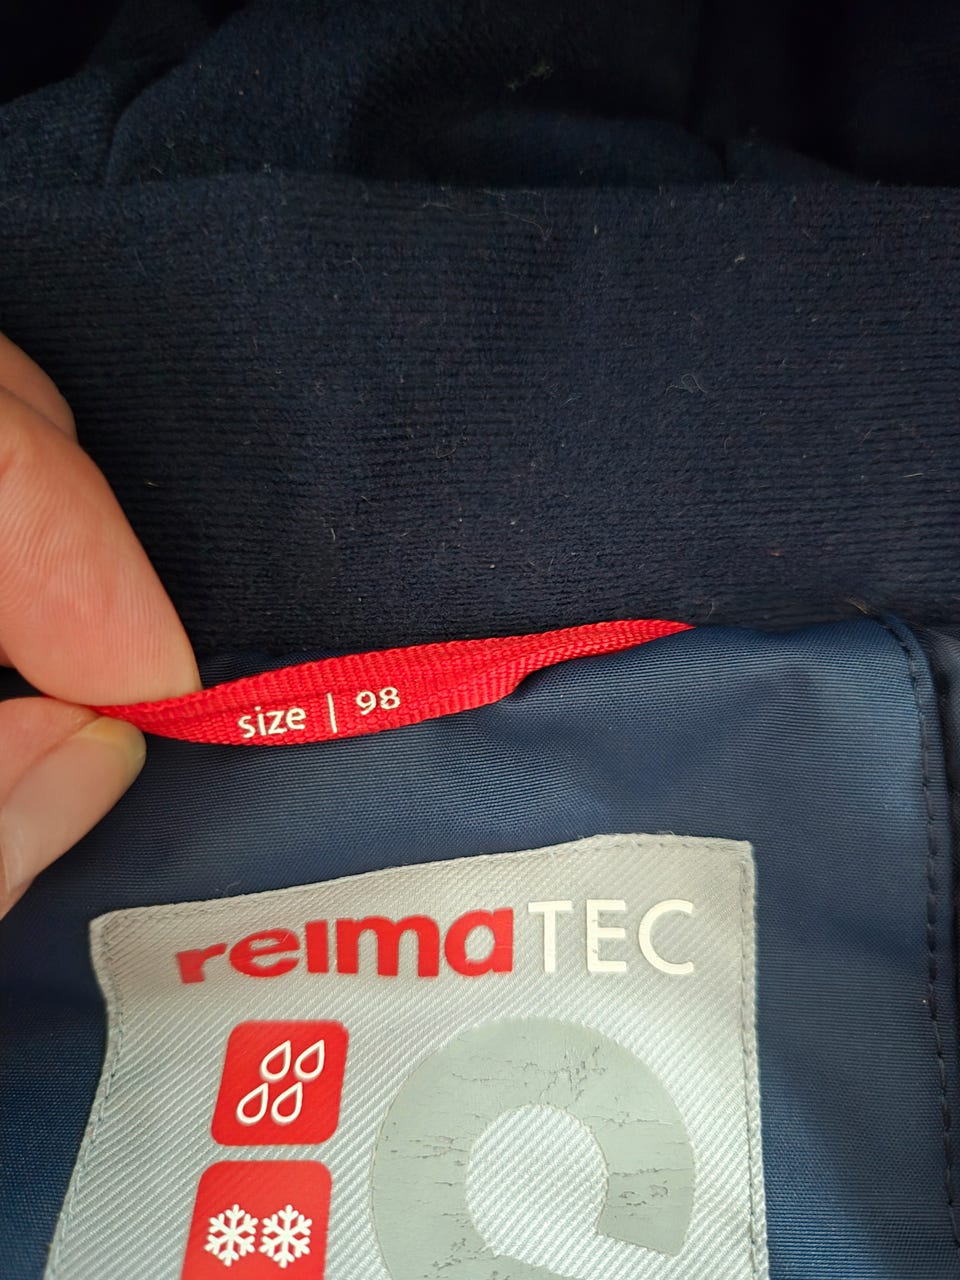 size | 98
reimaTEC